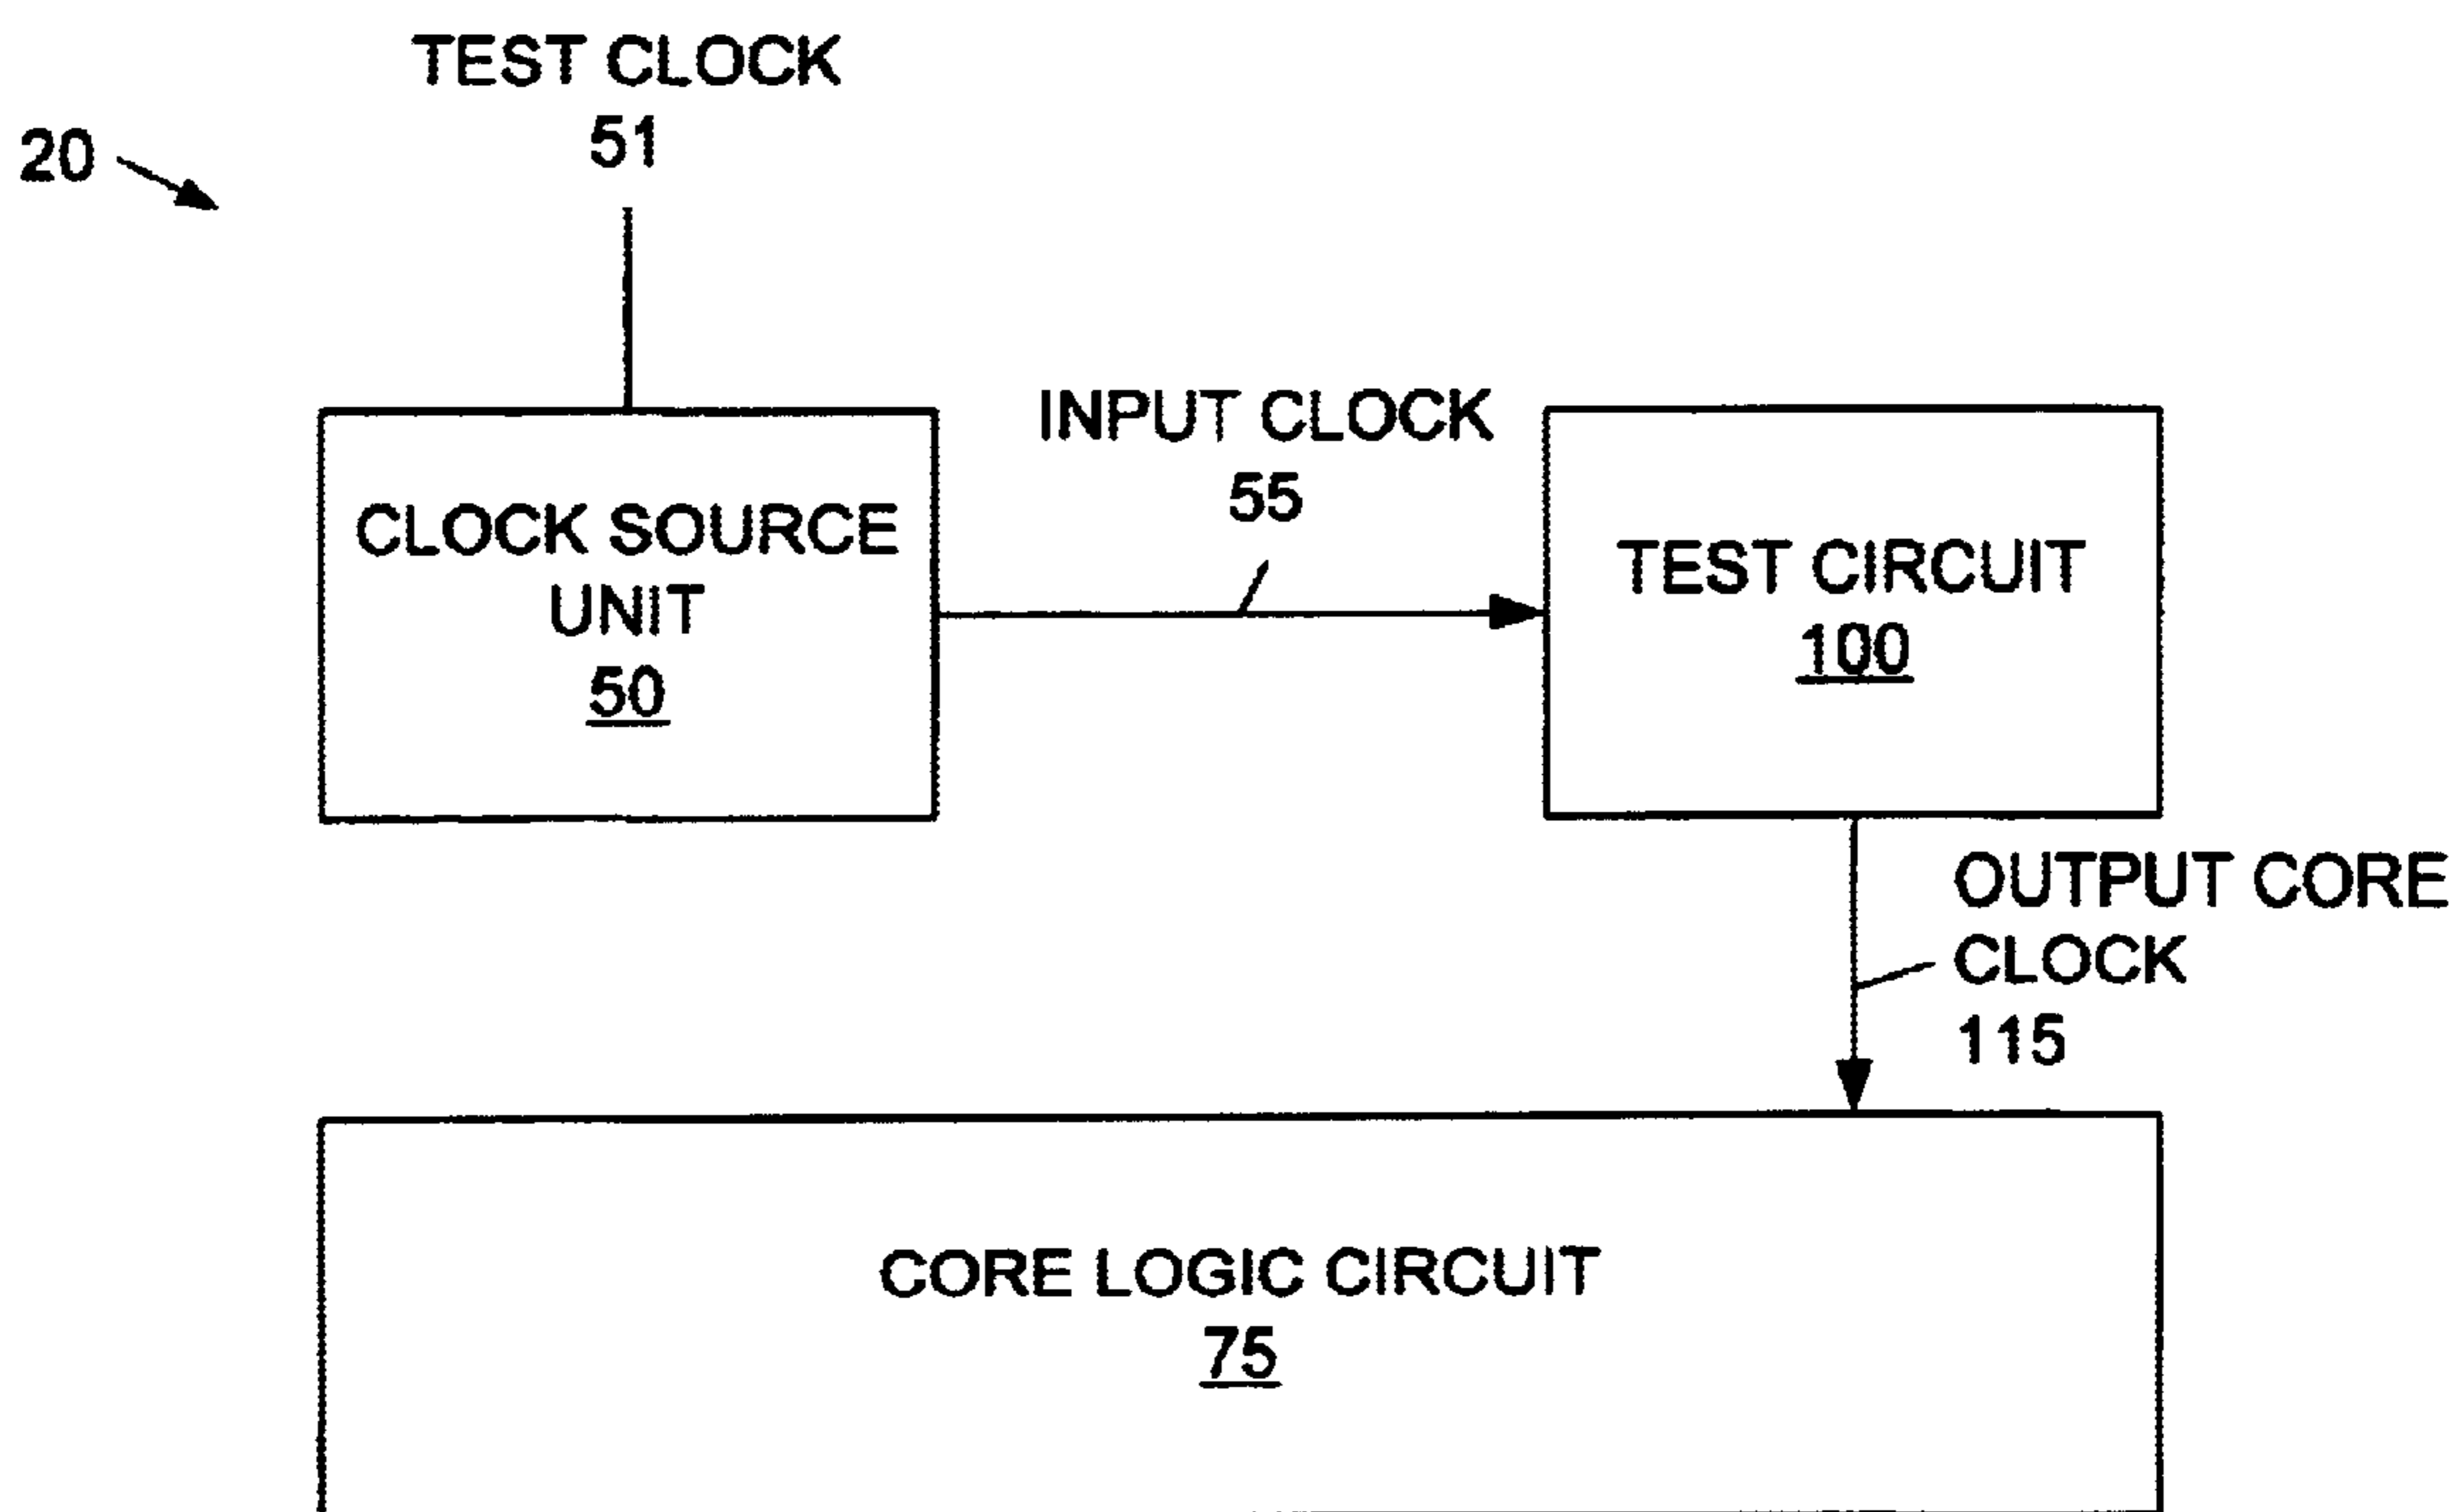 TEST CLOCK
51
20
INPUT CLOCK
55
CLOCK SOURCE
UNIT
50
TEST CIRCUIT
100
OUTPUT CORE
CLOCK
115
CORE LOGIC CIRCUIT
75